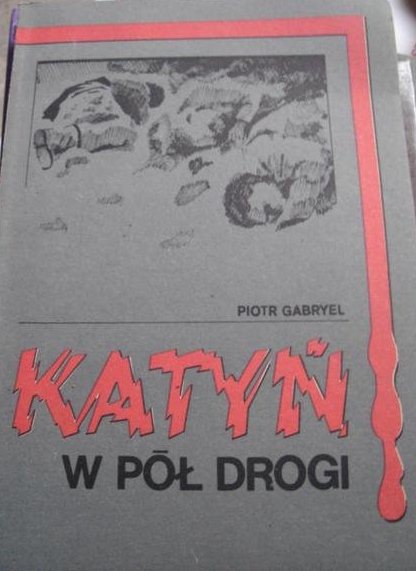 PIOTR GABRYEL
KATYŃ
W PÓŁ DROGI